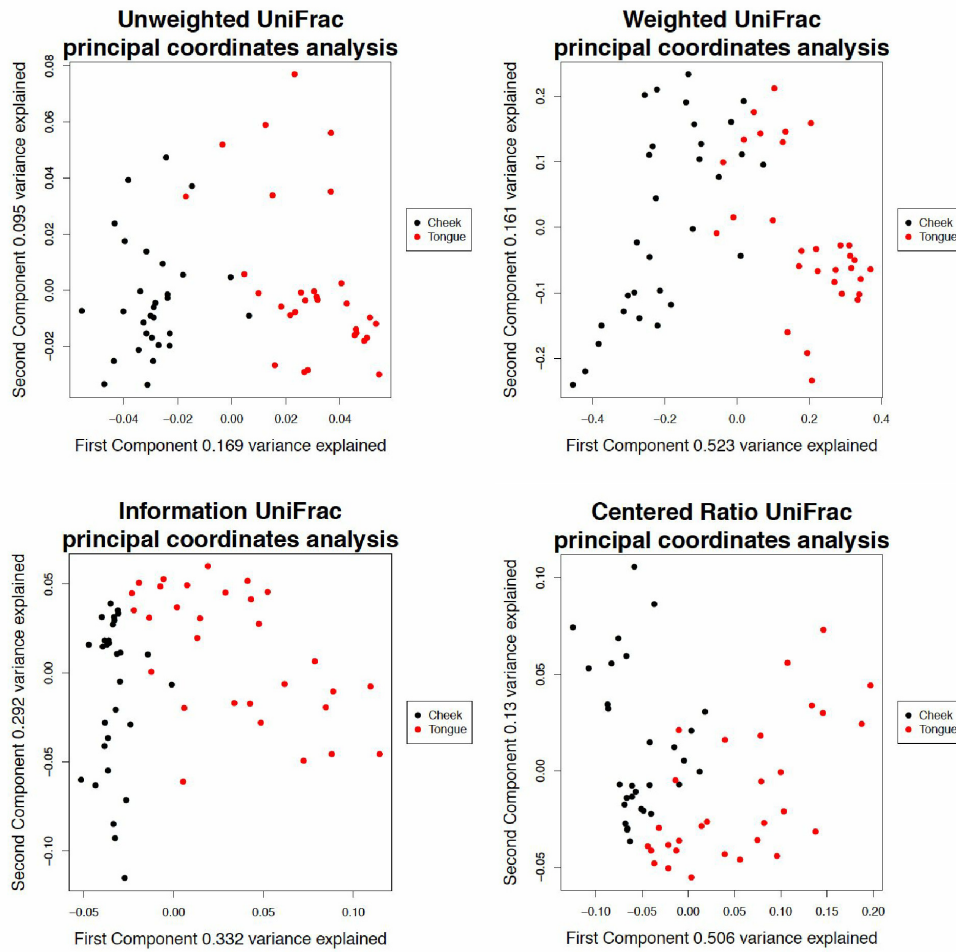 Unweighted UniFrac
principal coordinates analysis
Second Component 0.095 variance explained
0.08
0.06
0.04
0.02
0.00
−0.02
−0.04
−0.02
0.00
0.02
0.04
First Component 0.169 variance explained
Cheek
Tongue
Weighted UniFrac
principal coordinates analysis
Second Component 0.161 variance explained
0.2
0.1
0.0
−0.1
−0.2
−0.4
−0.2
0.0
0.2
0.4
First Component 0.523 variance explained
Cheek
Tongue
Information UniFrac
principal coordinates analysis
Second Component 0.292 variance explained
0.05
0.00
−0.05
−0.10
−0.05
0.00
0.05
0.10
First Component 0.332 variance explained
Cheek
Tongue
Centered Ratio UniFrac
principal coordinates analysis
Second Component 0.13 variance explained
0.10
0.05
0.00
−0.05
−0.10
−0.05
0.00
0.05
0.10
0.15
0.20
First Component 0.506 variance explained
Cheek
Tongue